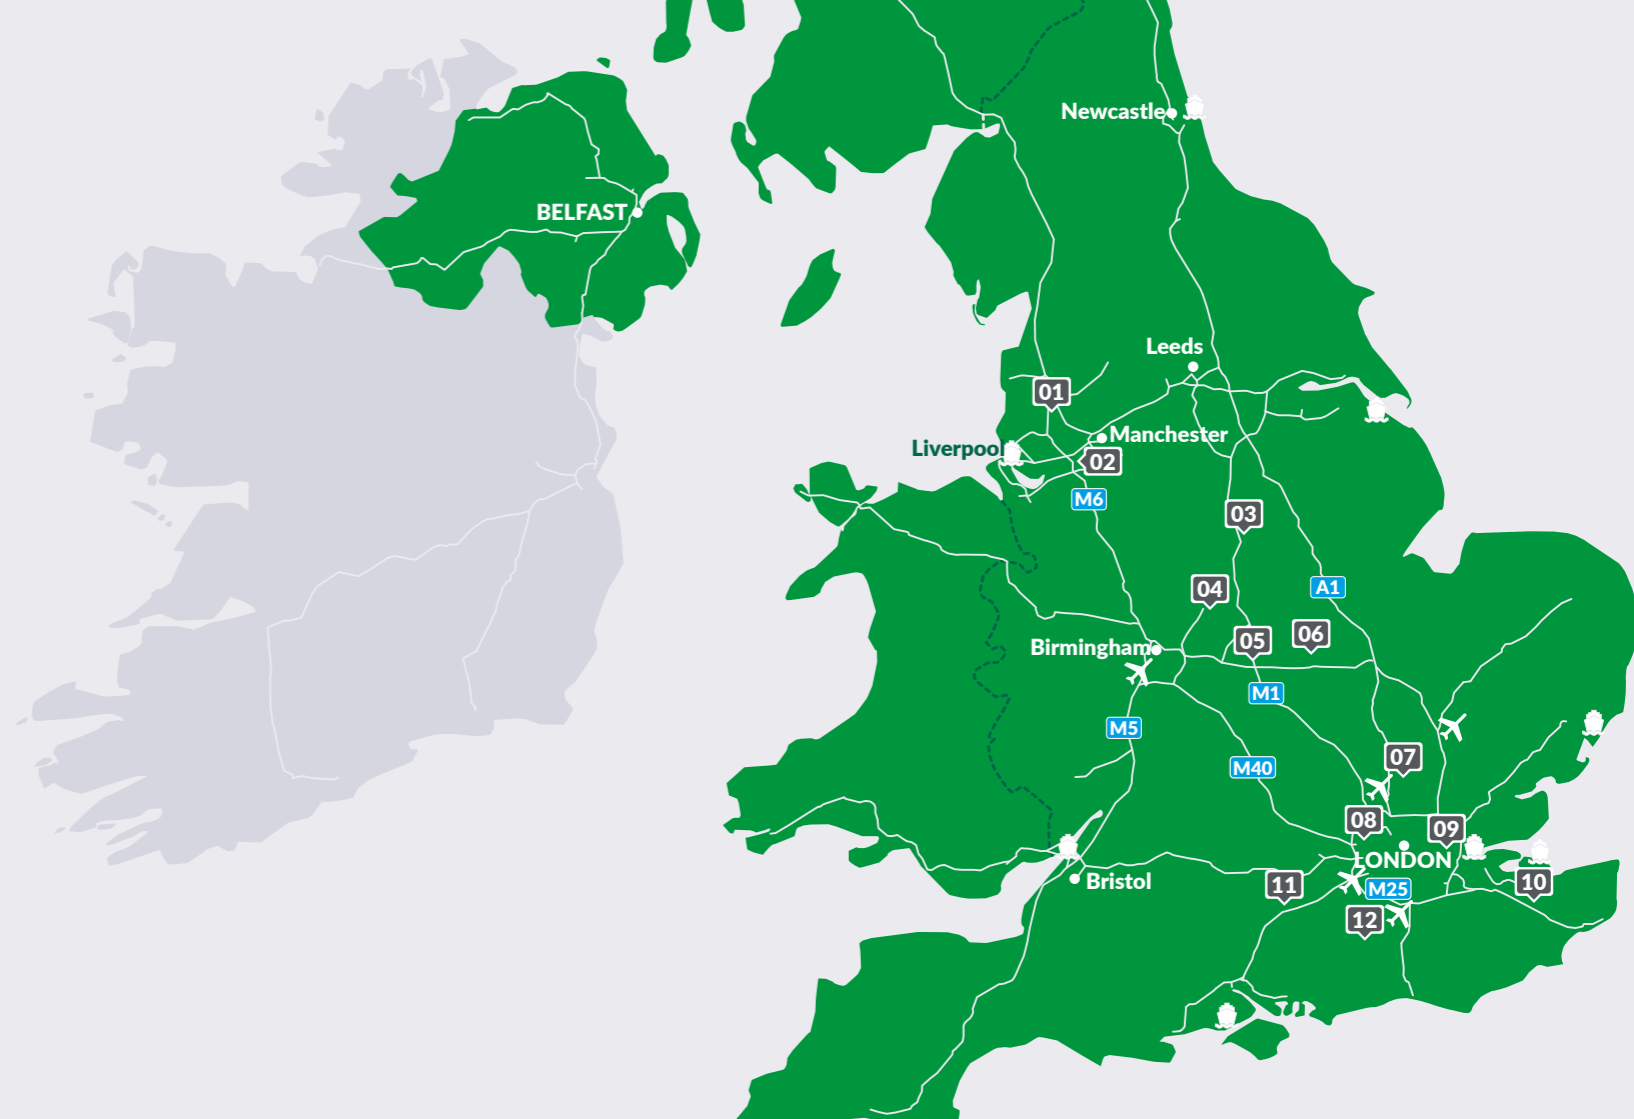 Newcastle
BELFAST
Leeds
01
Manchester
Liverpool
02
M6
03
04
A1
05
06
Birmingham
M1
M5
07
M40
08
09
LONDON
Bristol
11
M25
10
12